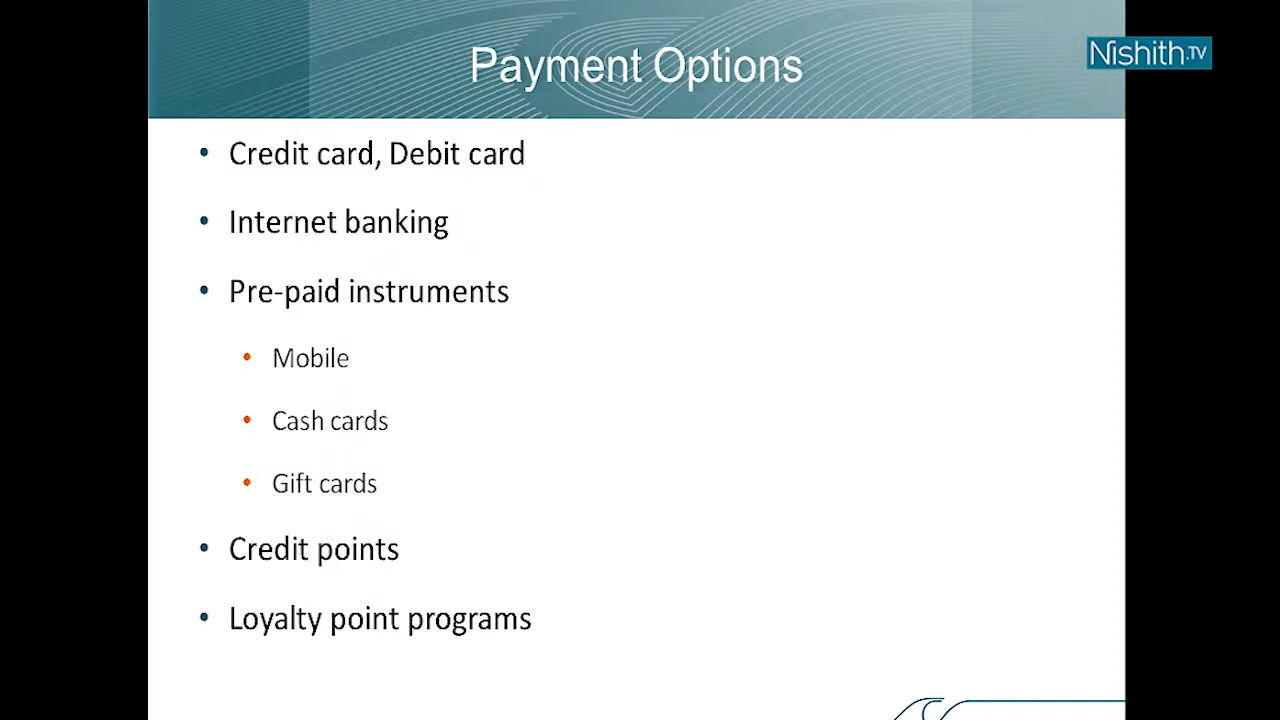 Payment Options
Nishith.TV
• Credit card, Debit card
• Internet banking
• Pre-paid instruments
• Mobile
• Cash cards
• Gift cards
• Credit points
• Loyalty point programs